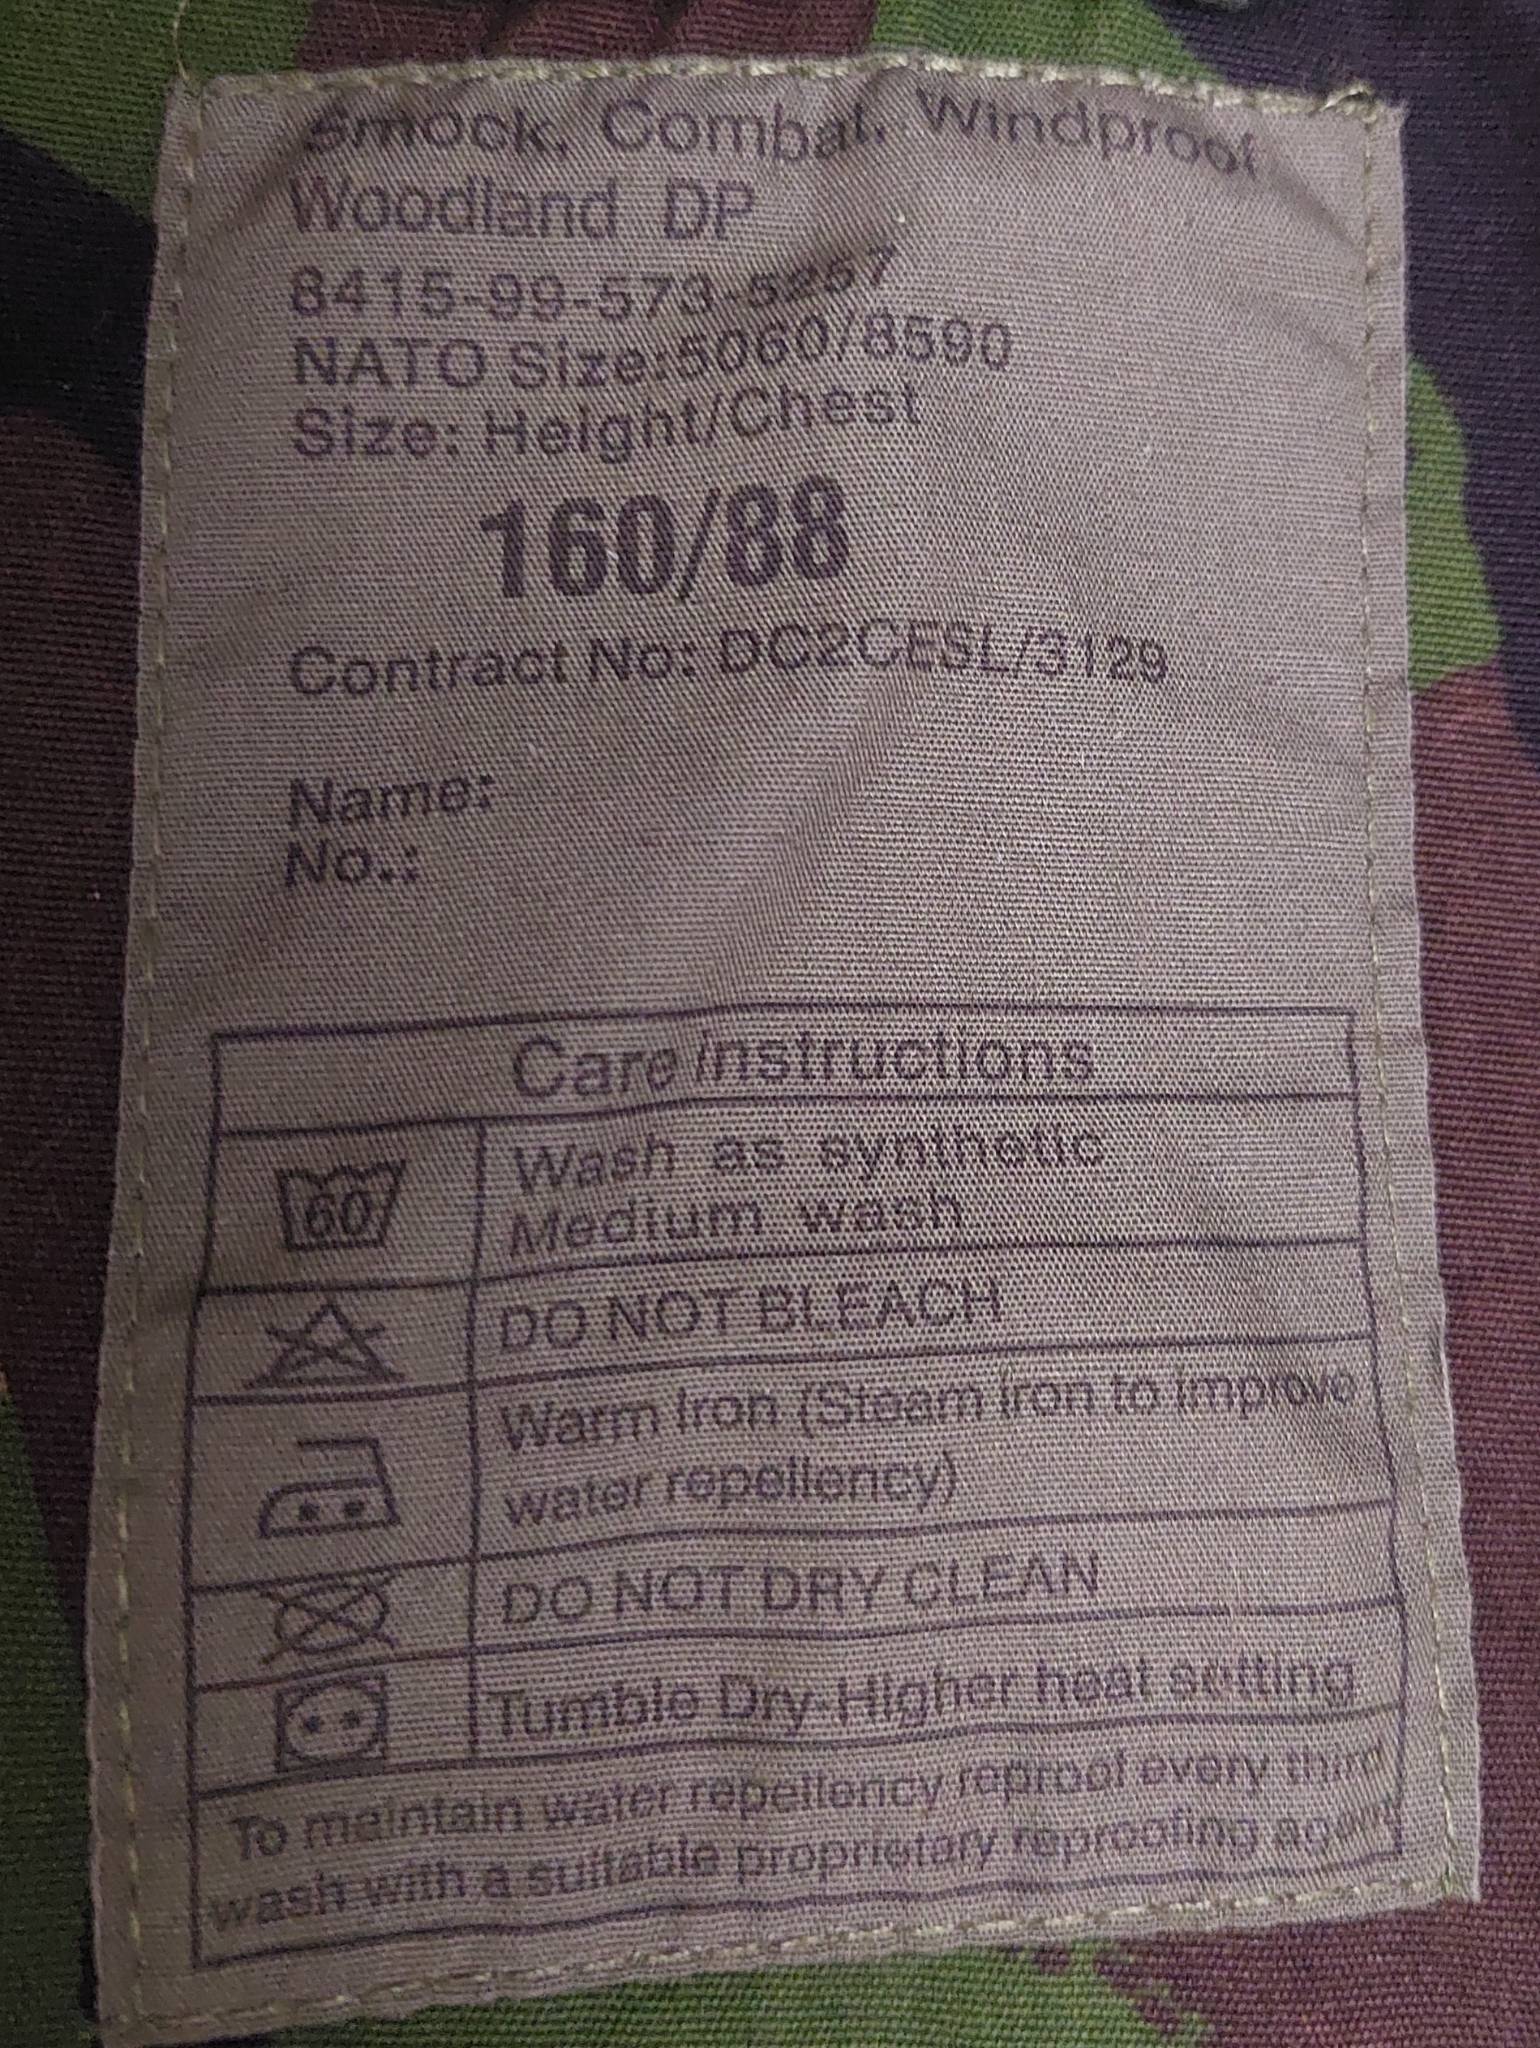 Smock, Combat, Windproof
Woodland DP
8415-99-573-5257
NATO Size:5060/8590
Size: Height/Chest
160/88
Contract No: DC2CESL/3129
Name:
No.:
Care instructions
60
Wash as synthetic
Medium wash
DO NOT BLEACH
Warm Iron (Steam iron to improve
water repellency)
DO NOT DRY CLEAN
Tumble Dry-Higher heat setting
To maintain water repellency reproof every third
wash with a suitable proprietary reproofing agent